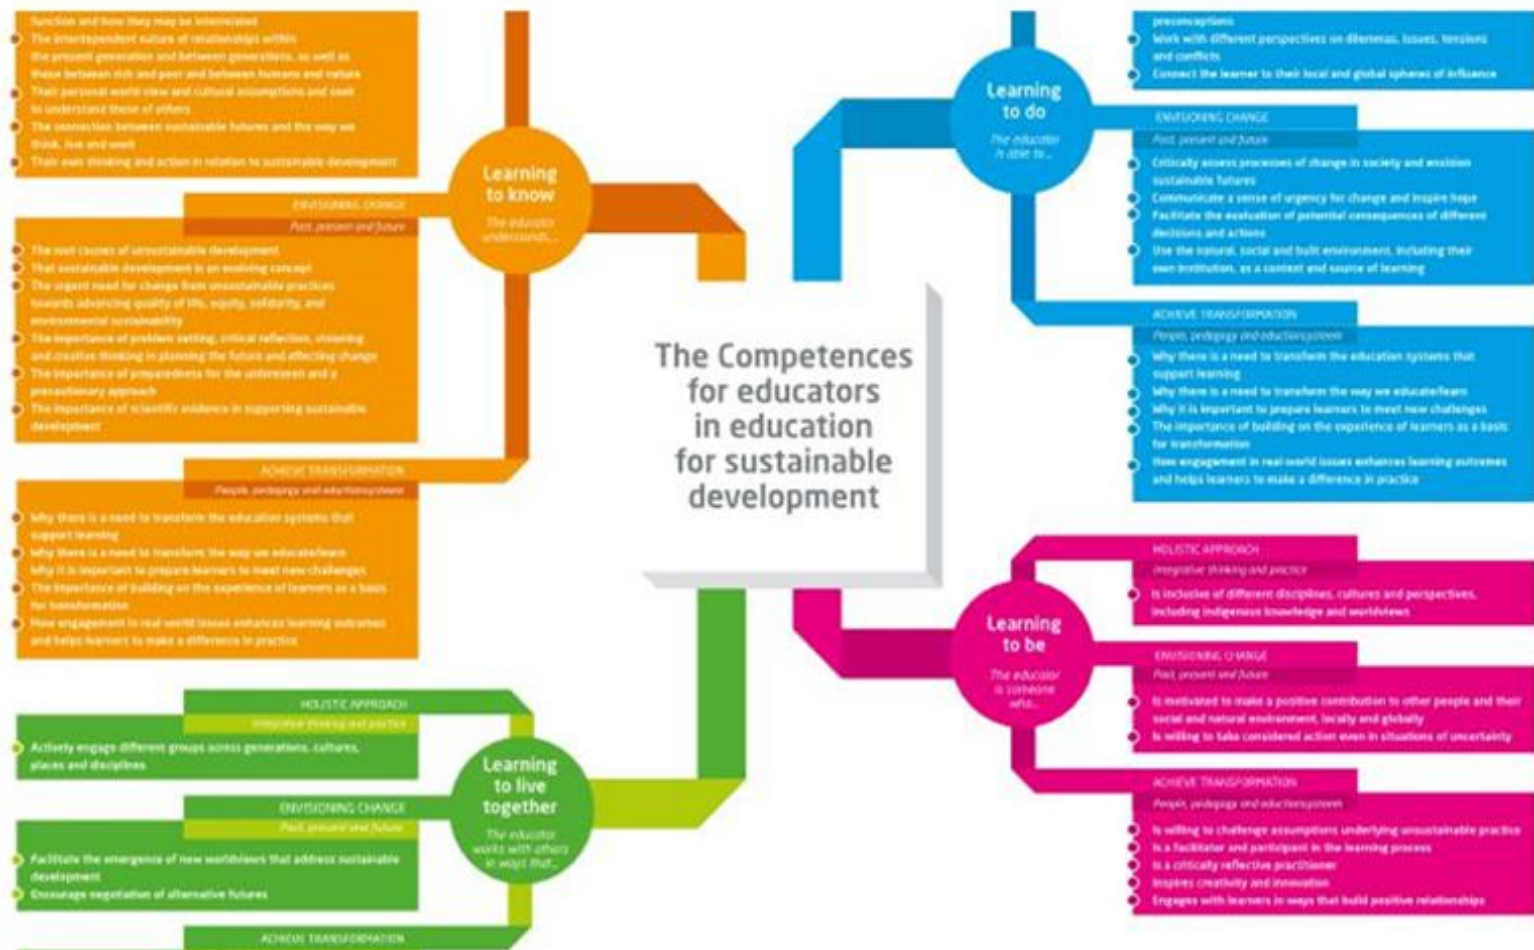 function and how they may be interrelated
The interdependent nature of relationships within
the present generation and between generations, as well as
those between rich and poor and between humans and nature
Their personal world view and cultural assumptions and seek
to understand those of others
The connection between sustainable futures and the way we
think, live and work
Their own thinking and action in relation to sustainable development
Learning
to know
The educator
understands...
ENVISIONING CHANGE
Past, present and future
The root causes of unsustainable development
That sustainable development is an evolving concept
The urgent need for change from unsustainable practices
towards advancing quality of life, equity, solidarity, and
environmental sustainability
The importance of problem setting, critical reflection, visioning
and creative thinking in planning the future and effecting change
The importance of preparedness for the unforeseen and a
precautionary approach
The importance of scientific evidence in supporting sustainable
development
ACHIEVE TRANSFORMATION
People, pedagogy and eductionsystems
Why there is a need to transform the education systems that
support learning
Why there is a need to transform the way we educate/learn
Why it is important to prepare learners to meet new challenges
The importance of building on the experience of learners as a basis
for transformation
How engagement in real-world issues enhances learning outcomes
and helps learners to make a difference in practice
HOLISTIC APPROACH
Integrative thinking and practice
Actively engage different groups across generations, cultures,
places and disciplines
Learning
to live
together
The educator
works with others
in ways that...
ENVISIONING CHANGE
Past, present and future
Facilitate the emergence of new worldviews that address sustainable
development
Encourage negotiation of alternative futures
ACHIEVE TRANSFORMATION
The Competences
for educators
in education
for sustainable
development
preconceptions
Work with different perspectives on dilemmas, issues, tensions
and conflicts
Connect the learner to their local and global spheres of influence
Learning
to do
The educator
is able to...
ENVISIONING CHANGE
Past, present and future
Critically assess processes of change in society and envision
sustainable futures
Communicate a sense of urgency for change and inspire hope
Facilitate the evaluation of potential consequences of different
decisions and actions
Use the natural, social and built environment, including their
own institution, as a context and source of learning
ACHIEVE TRANSFORMATION
People, pedagogy and eductionsystems
Why there is a need to transform the education systems that
support learning
Why there is a need to transform the way we educate/learn
Why it is important to prepare learners to meet new challenges
The importance of building on the experience of learners as a basis
for transformation
How engagement in real-world issues enhances learning outcomes
and helps learners to make a difference in practice
HOLISTIC APPROACH
Integrative thinking and practice
Is inclusive of different disciplines, cultures and perspectives,
including indigenous knowledge and worldviews
Learning
to be
The educator
is someone
who...
ENVISIONING CHANGE
Past, present and future
Is motivated to make a positive contribution to other people and their
social and natural environment, locally and globally
Is willing to take considered action even in situations of uncertainty
ACHIEVE TRANSFORMATION
People, pedagogy and eductionsystems
Is willing to challenge assumptions underlying unsustainable practice
Is a facilitator and participant in the learning process
Is a critically reflective practitioner
Inspires creativity and innovation
Engages with learners in ways that build positive relationships